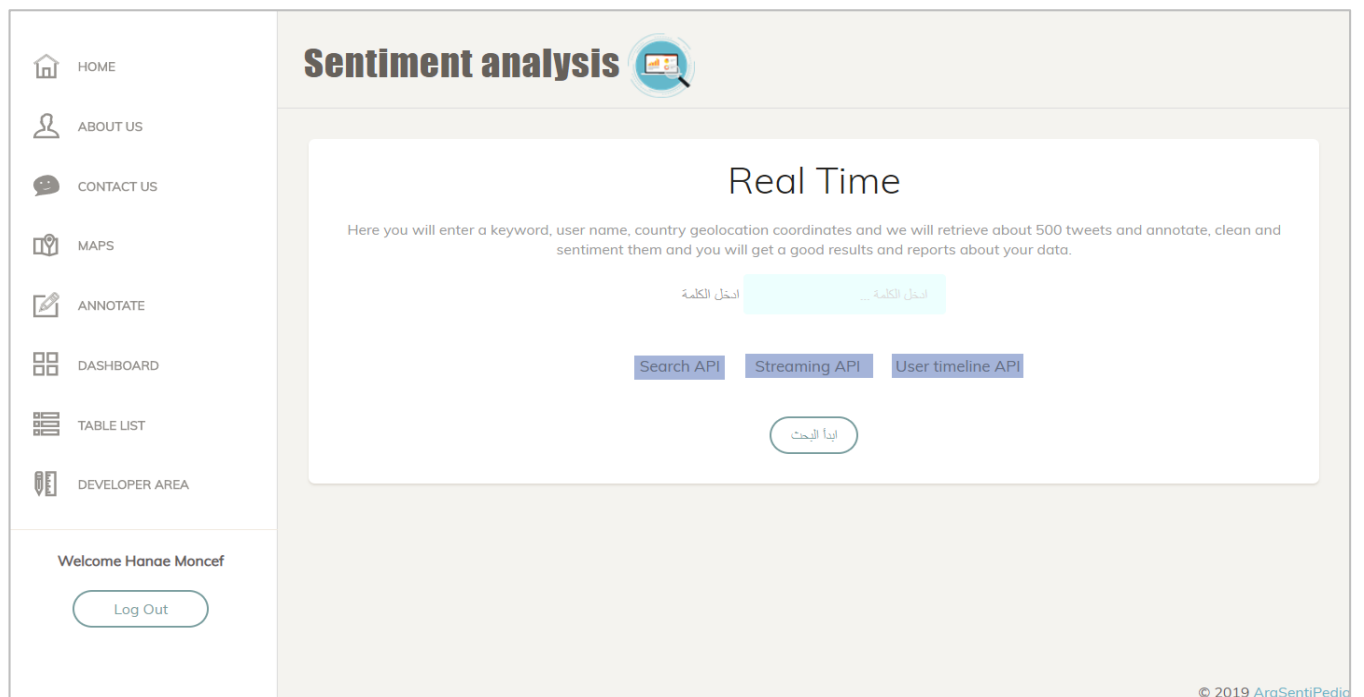 HOME
ABOUT US
CONTACT US
MAPS
ANNOTATE
DASHBOARD
TABLE LIST
DEVELOPER AREA
Welcome Hanae Moncef
Log Out
Sentiment analysis
Real Time
Here you will enter a keyword, user name, country geolocation coordinates and we will retrieve about 500 tweets and annotate, clean and
sentiment them and you will get a good results and reports about your data.
ادخل الكلمة ادخل الكلمة ...
Search API Streaming API User timeline API
ابدأ البحث
© 2019 AraSentiPedia